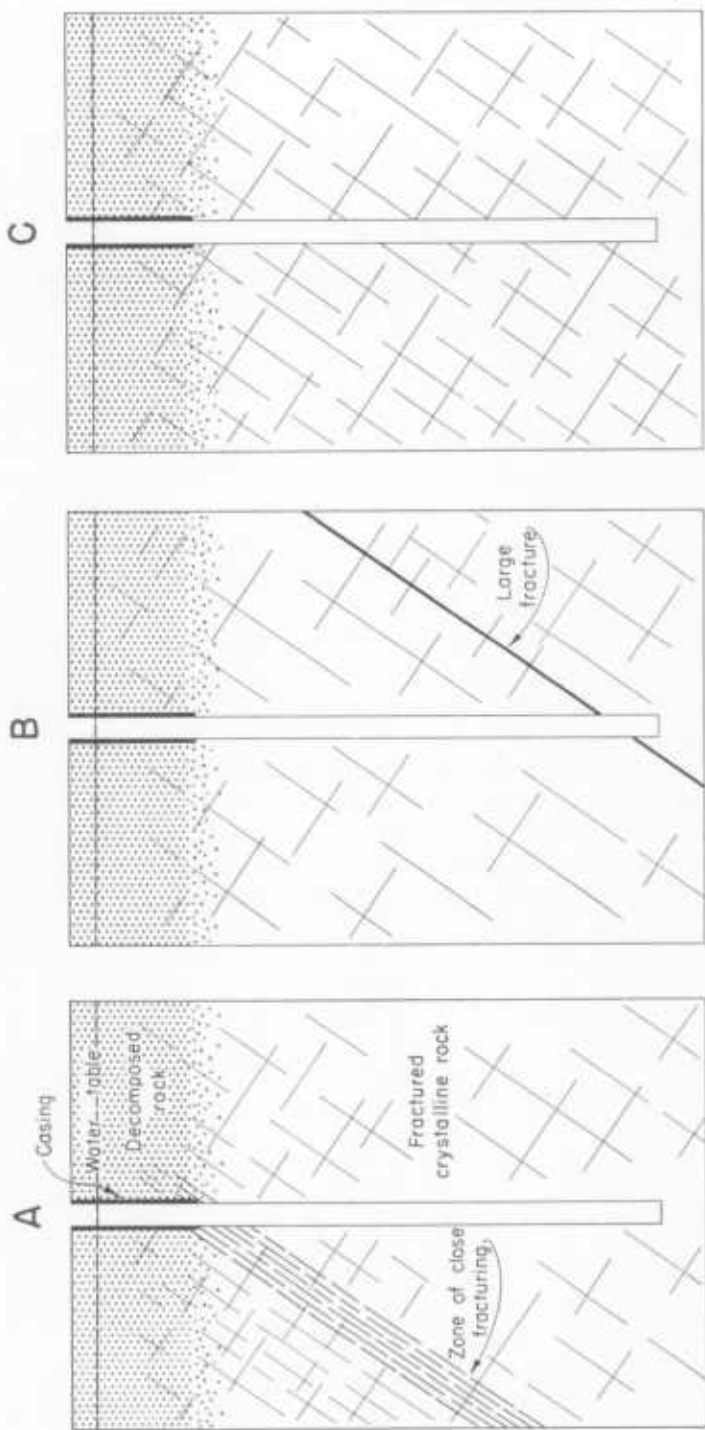 A
Casing
Water table
Decomposed
rock
Zone of close
fracturing
Fractured
crystalline rock
B
Large
fracture
C